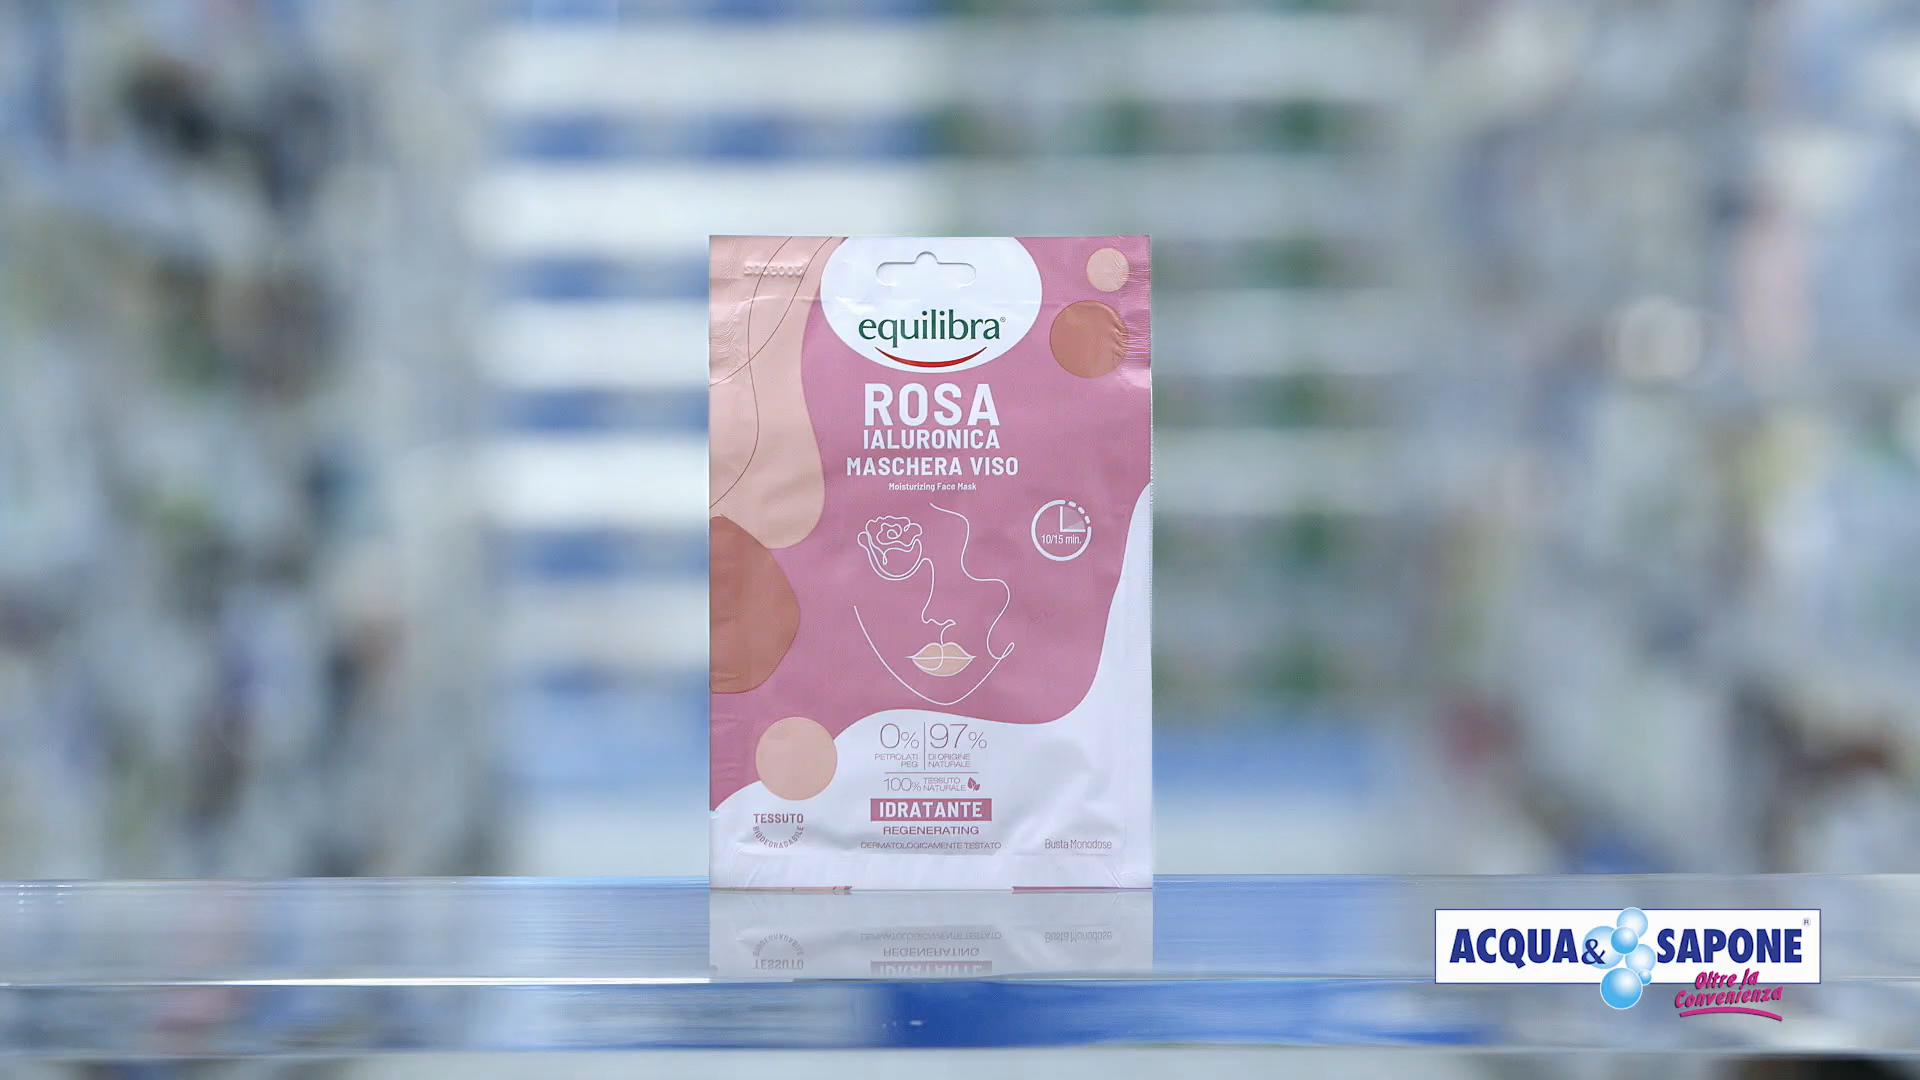 equilibra®
ROSA
IALURONICA
MASCHERA VISO
Moisturizing Face Mask
10/15 min.
0% PETROLATI PEG
97% DI ORIGINE NATURALE
100% TESSUTO NATURALE
IDRATANTE
REGENERATING
DERMATOLOGICAMENTE TESTATO
TESSUTO
BIODEGRADABILE
Busta Monodose
ACQUA & SAPONE®
Oltre la
Convenienza